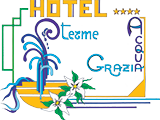 HOTEL ****
Terme
Acqua
Grazia